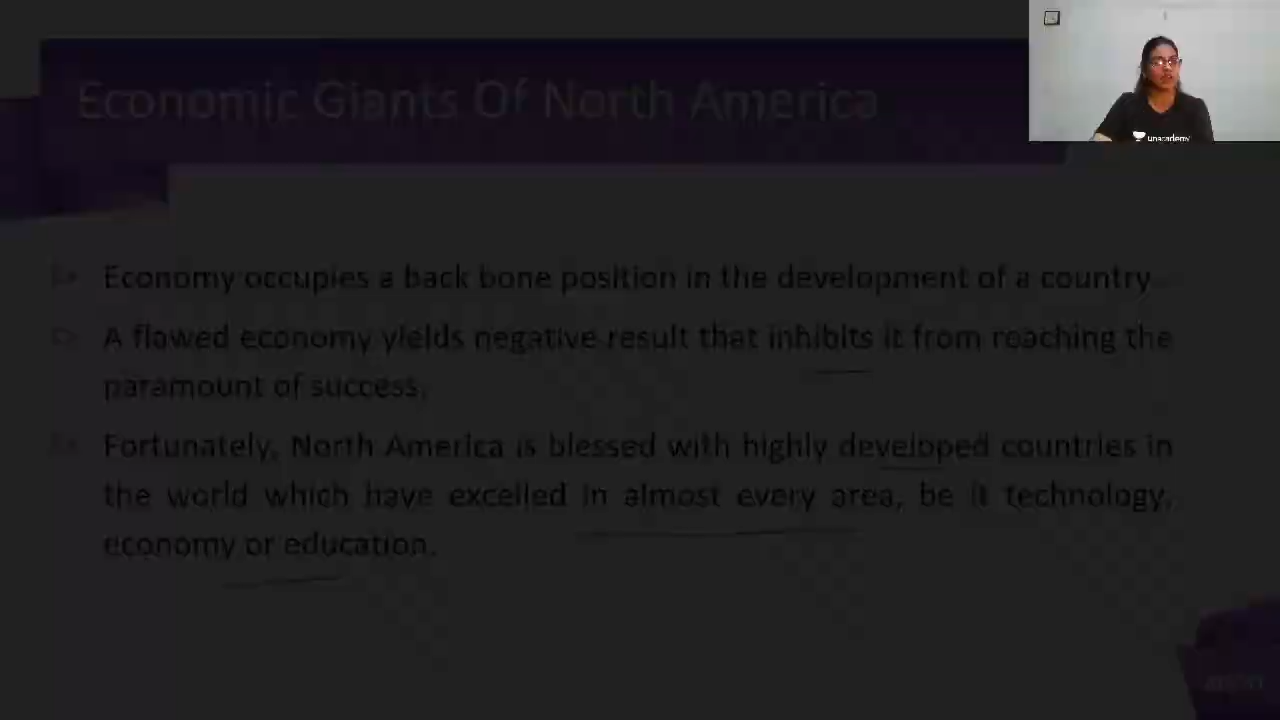 Economic Giants Of North America
unacademy
Economy occupies a back bone position in the development of a country.
A flawed economy yields negative result that inhibits it from reaching the
paramount of success.
Fortunately, North America is blessed with highly developed countries in
the world which have excelled in almost every area, be it technology,
economy or education.